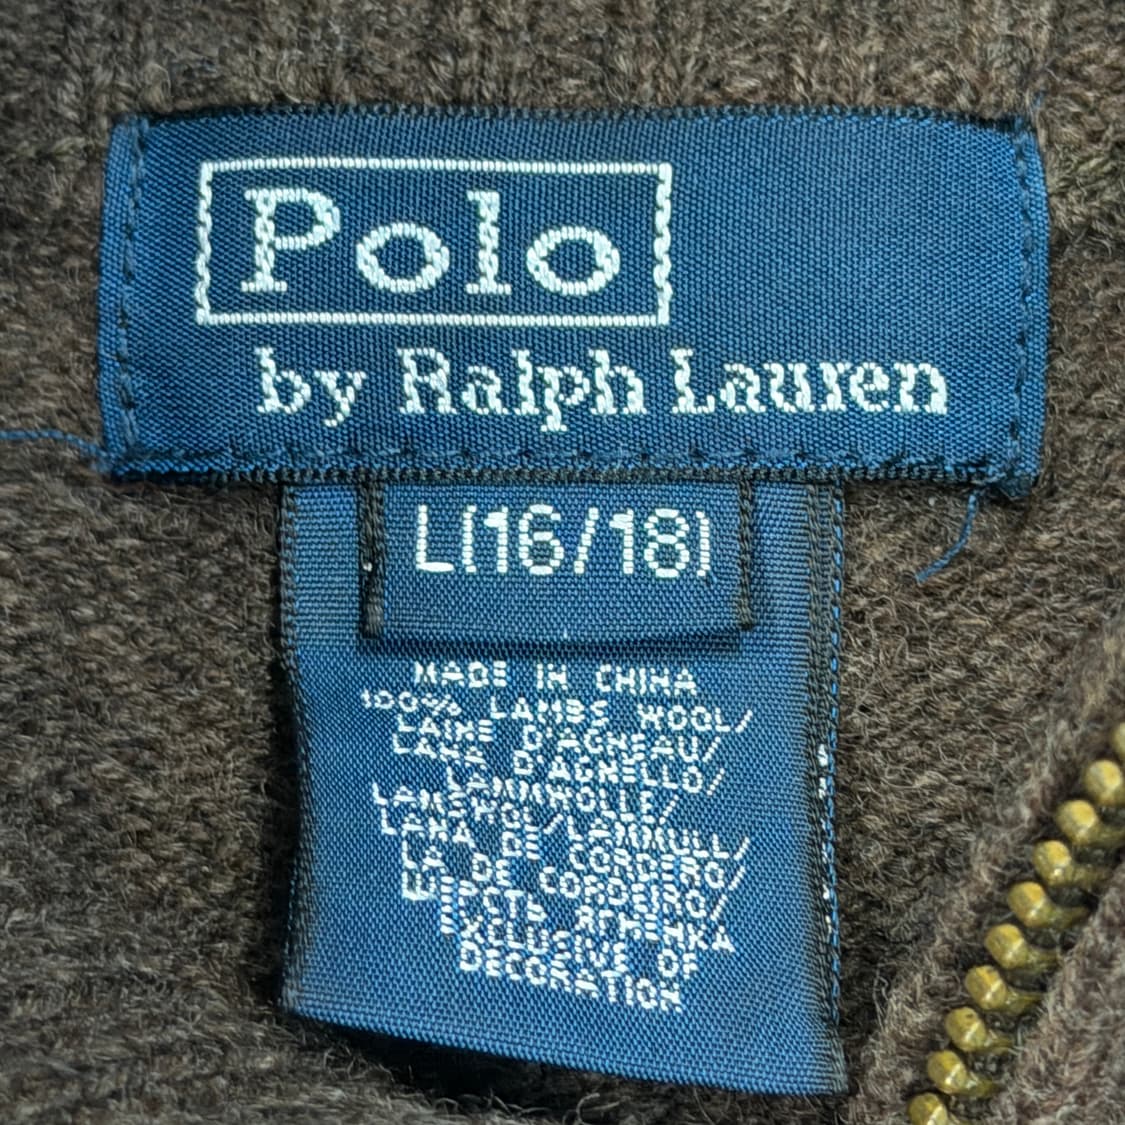 Polo
by Ralph Lauren
L(16/18)
MADE IN CHINA
100% LAMBS WOOL/
LAINE D'AGNEAU/
LANA D'AGNELLO/
LAMMWOLLE/
LAMSWOL/LAMMULL/
LANA DE CORDERO/
LÃ DE CORDEIRO/
EXCLUSIVE OF
DECORATION